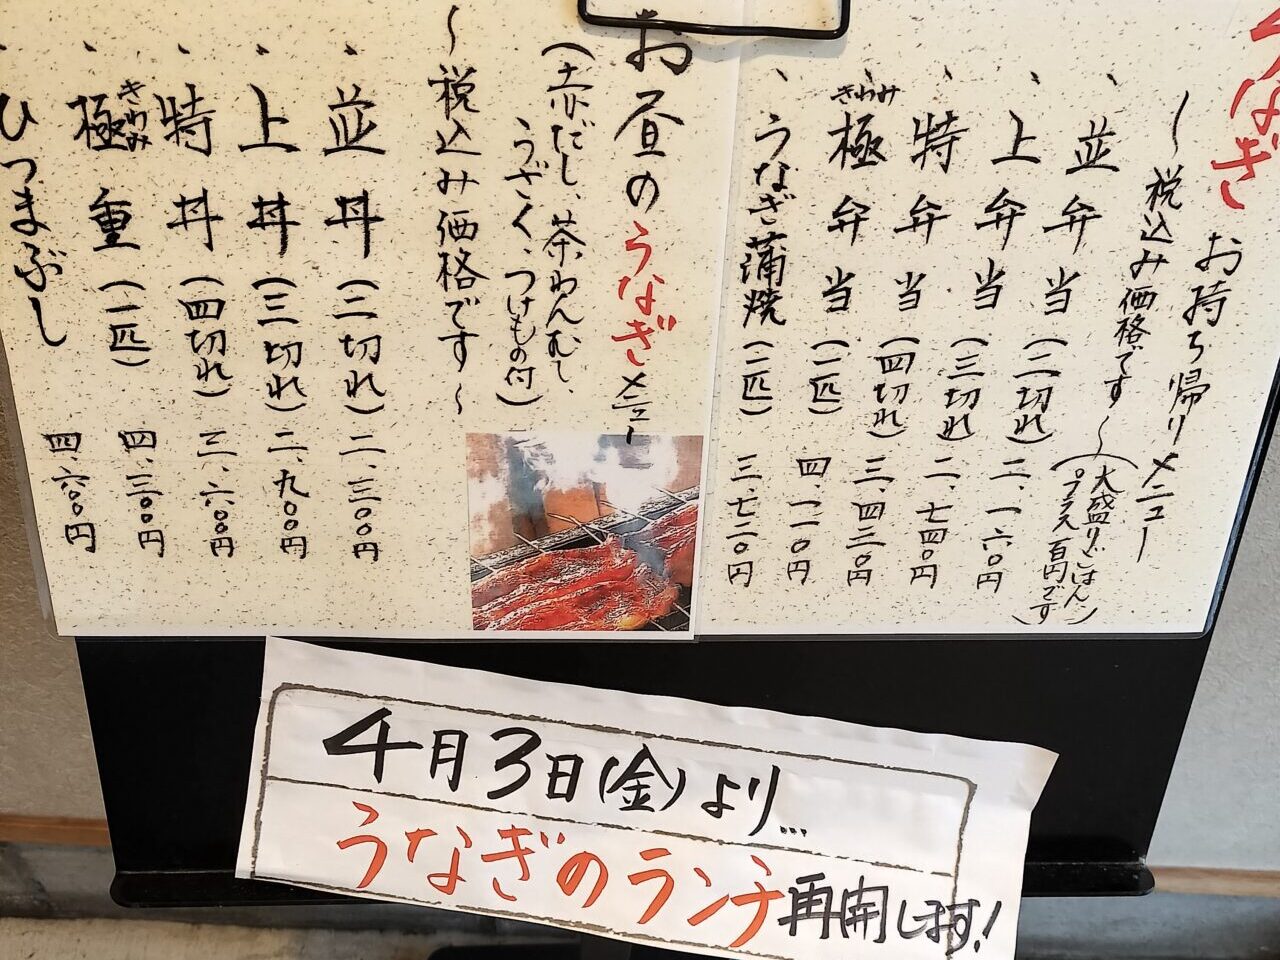 うなぎ お持ち帰りメニュー
〜税込み価格です〜
(大盛りごはん
プラス百円です)
、並弁当(二切れ)二、一六〇円
、上弁当(三切れ)二、七四〇円
、特弁当(四切れ)三、四二〇円
、極弁当(一匹)四一一〇円
きわみ
、うなぎ蒲焼(一匹)三、七二〇円
お昼のうなぎメニュー
(赤だし、茶わんむし、
うざく、つけもの付)
〜税込み価格です〜
、並丼(二切れ)二、三〇〇円
、上丼(三切れ)二、九〇〇円
、特丼(四切れ)三、六〇〇円
、極重(一匹)四、三〇〇円
きわみ
、ひつまぶし 四、六〇〇円
4月3日(金)より...
うなぎのランチ再開します!